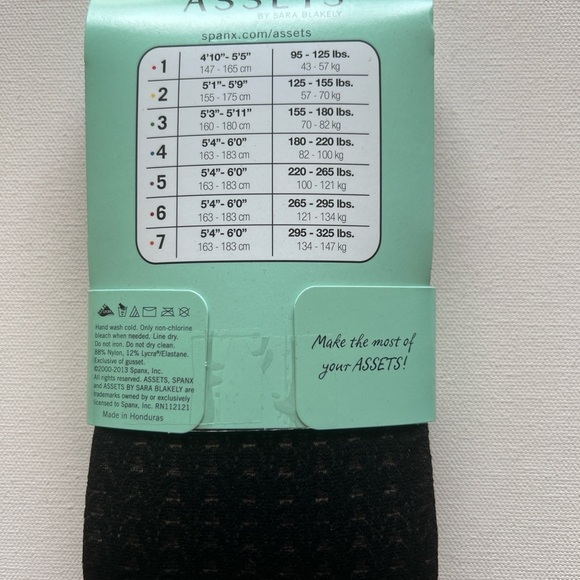 ASSETS
BY SARA BLAKELY
spanx.com/assets
• 1 4'10"- 5'5" 95 - 125 lbs.
147 - 165 cm 43 - 57 kg
• 2 5'1"- 5'9" 125 - 155 lbs.
155 - 175 cm 57 - 70 kg
• 3 5'3"- 5'11" 155 - 180 lbs.
160 - 180 cm 70 - 82 kg
• 4 5'4"- 6'0" 180 - 220 lbs.
163 - 183 cm 82 - 100 kg
• 5 5'4"- 6'0" 220 - 265 lbs.
163 - 183 cm 100 - 121 kg
• 6 5'4"- 6'0" 265 - 295 lbs.
163 - 183 cm 121 - 134 kg
• 7 5'4"- 6'0" 295 - 325 lbs.
163 - 183 cm 134 - 147 kg
Hand wash cold. Only non-chlorine
bleach when needed. Line dry.
Do not iron. Do not dry clean.
88% Nylon, 12% Lycra®/Elastane.
Exclusive of gusset.
©2000-2013 Spanx, Inc.
All rights reserved. ASSETS, SPANX
and ASSETS BY SARA BLAKELY are
trademarks owned by or exclusively
licensed to Spanx, Inc. RN112121
Made in Honduras
Make the most of
your ASSETS!